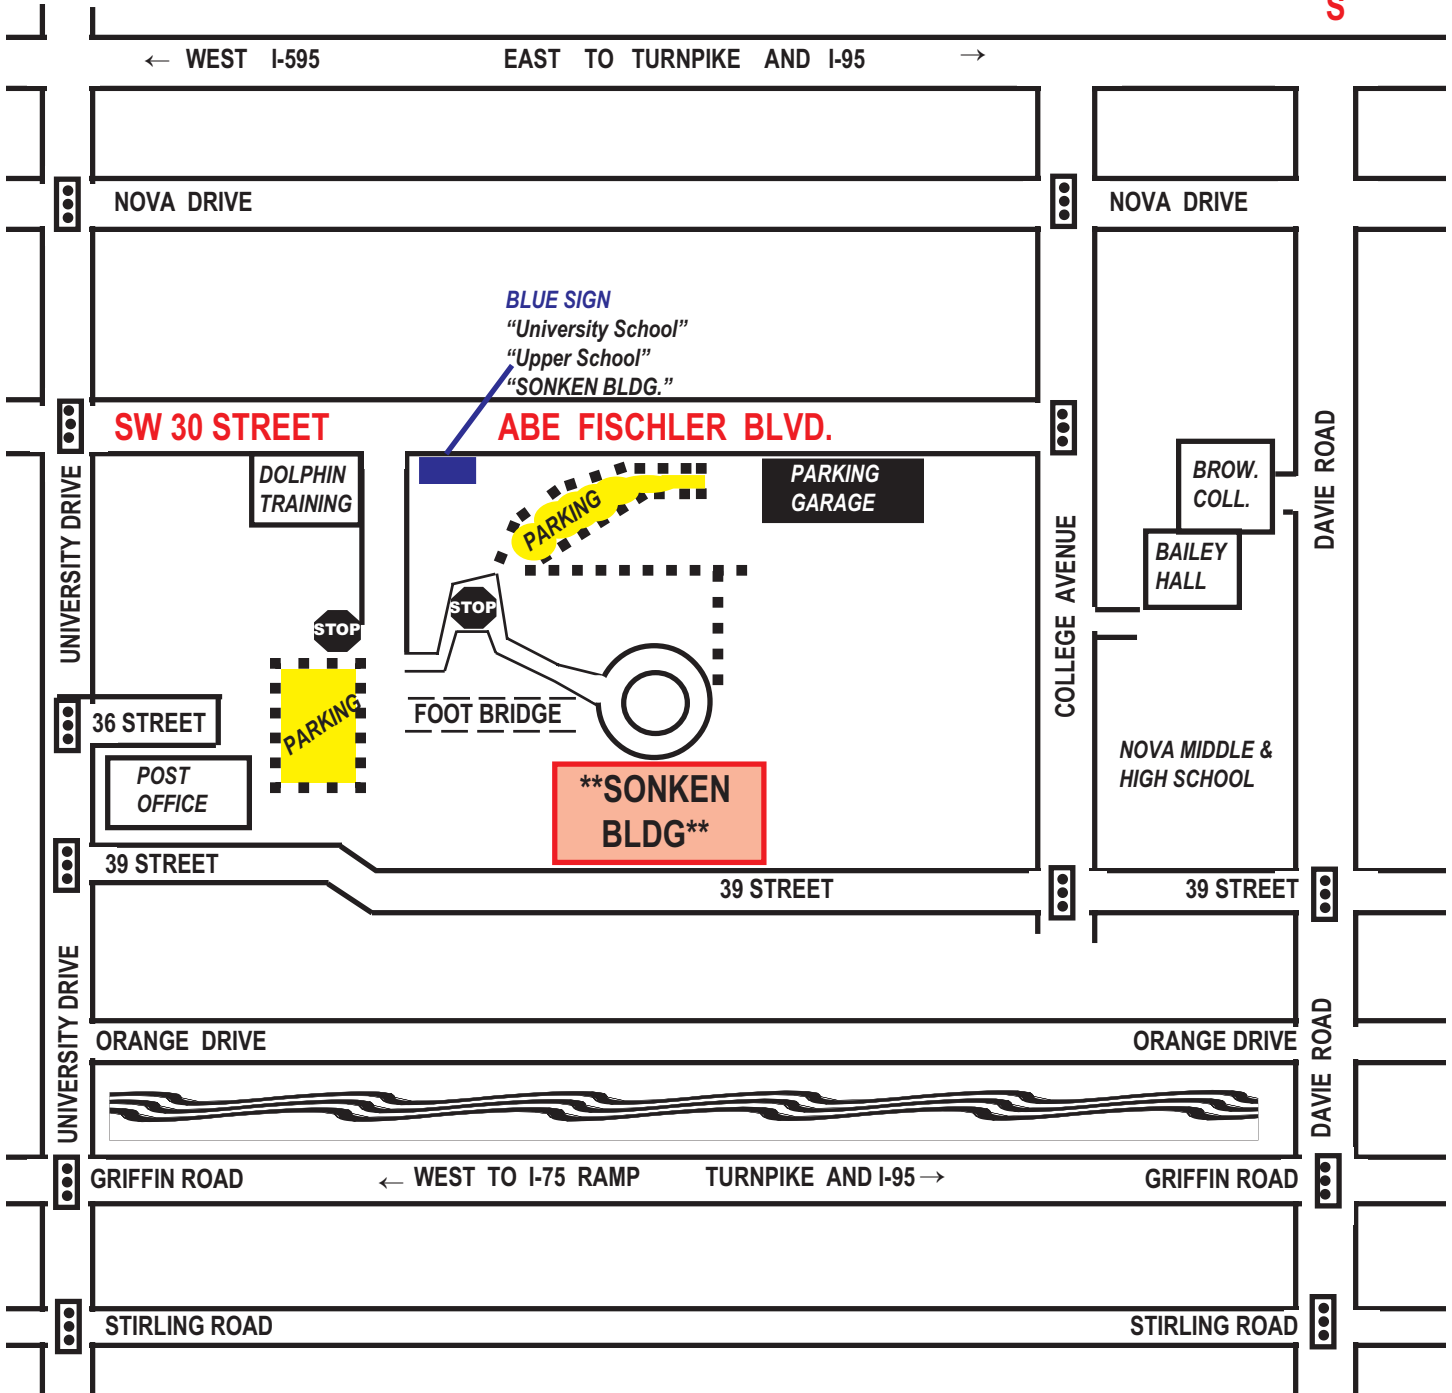 S
← WEST I-595 EAST TO TURNPIKE AND I-95 →
NOVA DRIVE
NOVA DRIVE
BLUE SIGN
“University School”
“Upper School”
“SONKEN BLDG.”
SW 30 STREET
ABE FISCHLER BLVD.
DOLPHIN
TRAINING
PARKING
PARKING
GARAGE
BROW.
COLL.
BAILEY
HALL
DAVIE ROAD
UNIVERSITY DRIVE
COLLEGE AVENUE
STOP
STOP
36 STREET
PARKING
FOOT BRIDGE
POST
OFFICE
NOVA MIDDLE &
HIGH SCHOOL
**SONKEN
BLDG**
39 STREET
39 STREET
39 STREET
UNIVERSITY DRIVE
DAVIE ROAD
ORANGE DRIVE
ORANGE DRIVE
GRIFFIN ROAD
← WEST TO I-75 RAMP
TURNPIKE AND I-95 →
GRIFFIN ROAD
STIRLING ROAD
STIRLING ROAD